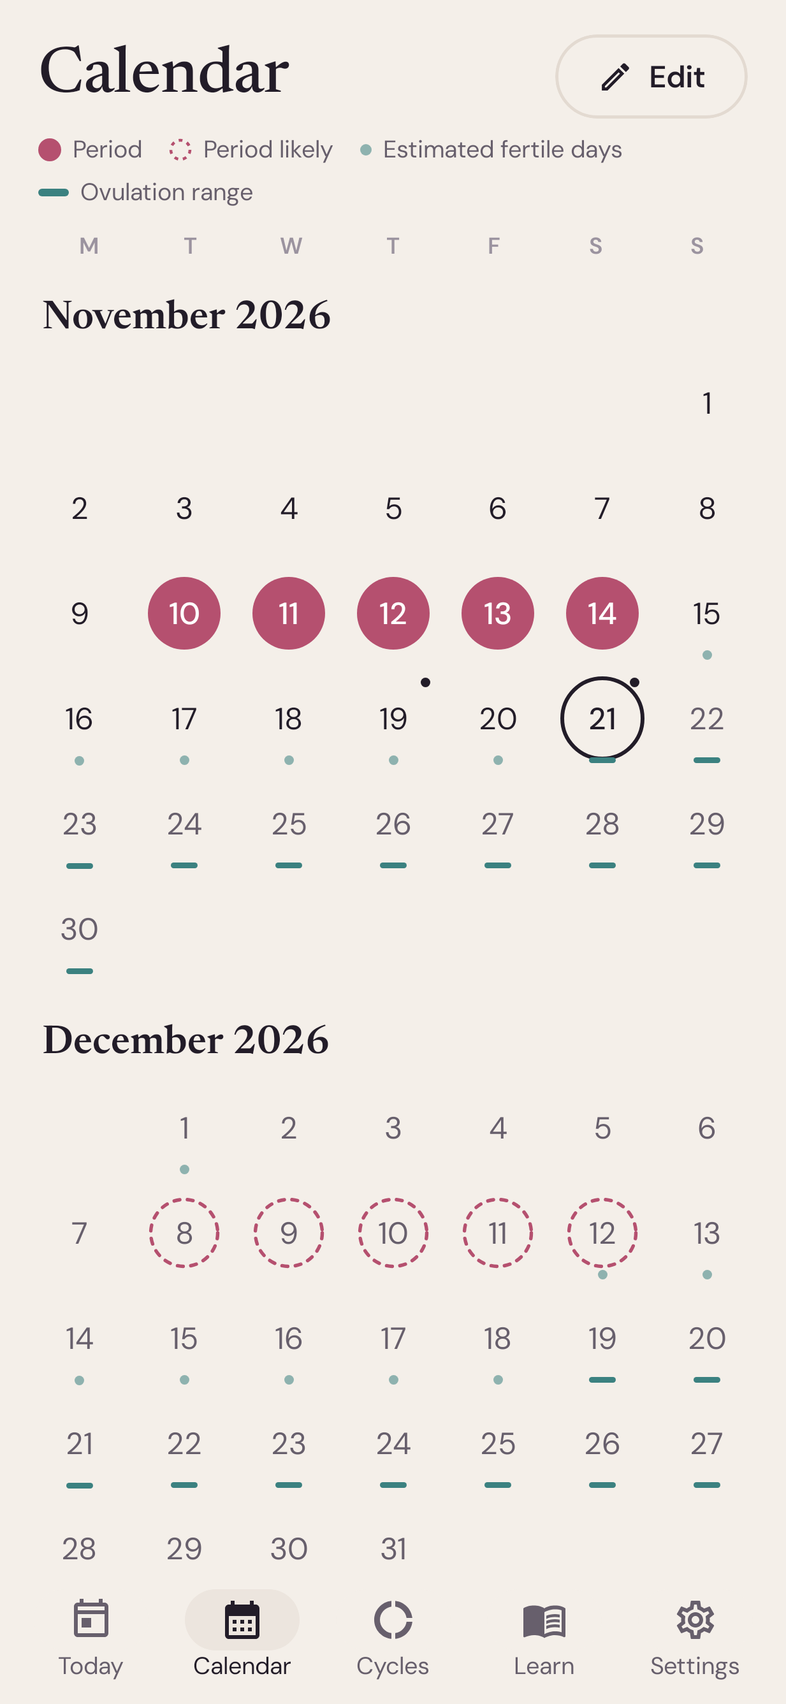 Calendar
Edit
Period Period likely Estimated fertile days
Ovulation range
M T W T F S S
November 2026
1
2 3 4 5 6 7 8
9 10 11 12 13 14 15
16 17 18 19 20 21 22
23 24 25 26 27 28 29
30
December 2026
1 2 3 4 5 6
7 8 9 10 11 12 13
14 15 16 17 18 19 20
21 22 23 24 25 26 27
28 29 30 31
Today Calendar Cycles Learn Settings